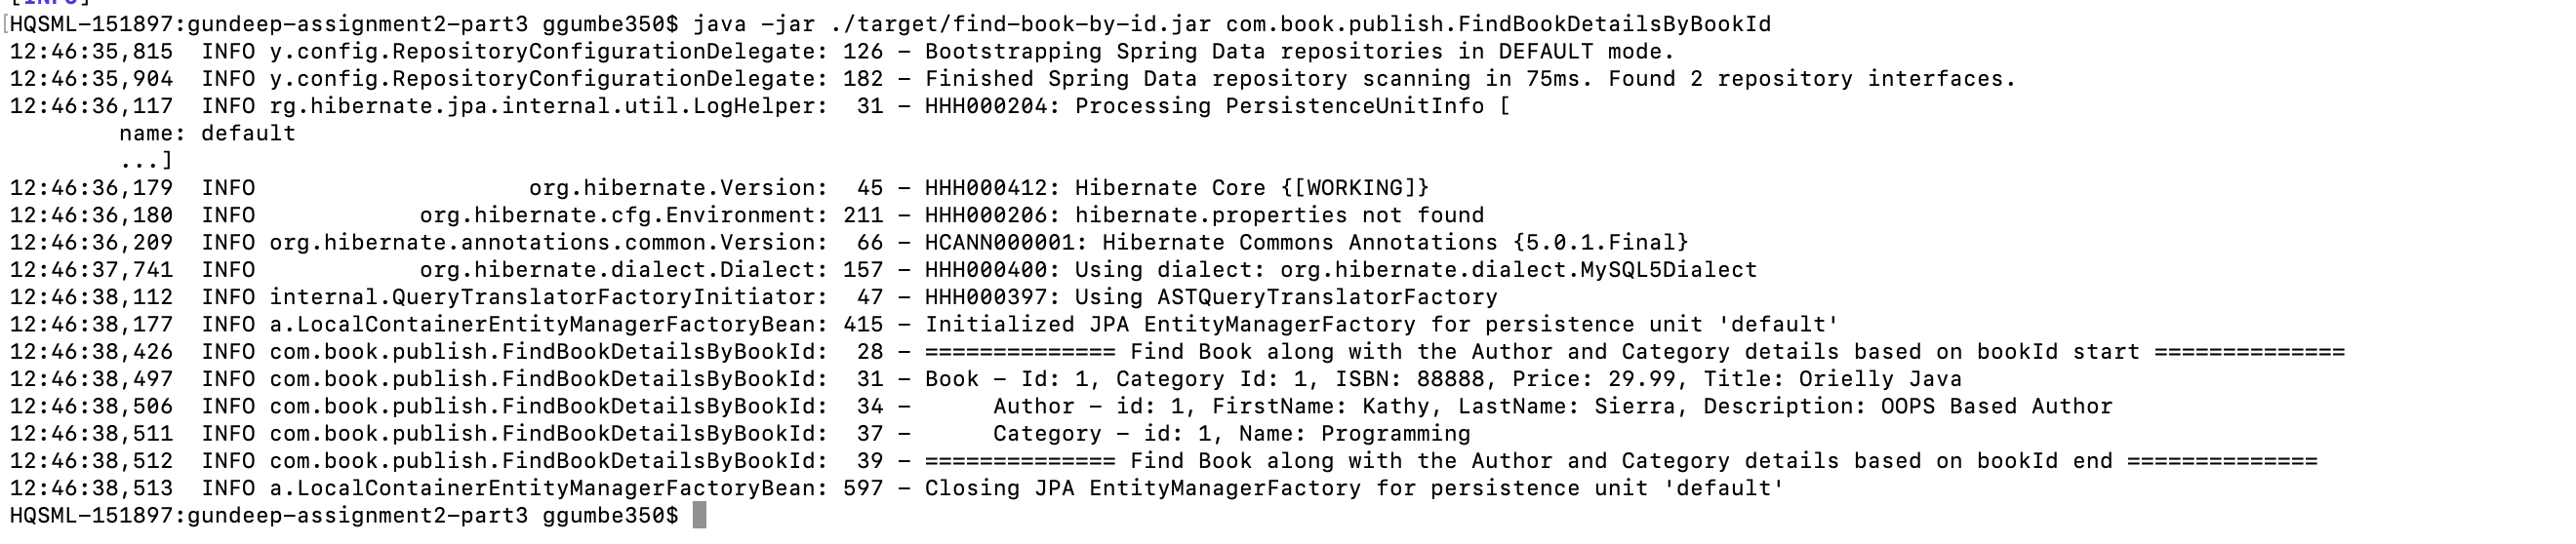 [INFO]
[HQSML-151897:gundeep-assignment2-part3 ggumbe350$ java -jar ./target/find-book-by-id.jar com.book.publish.FindBookDetailsByBookId
12:46:35,815  INFO y.config.RepositoryConfigurationDelegate: 126 - Bootstrapping Spring Data repositories in DEFAULT mode.
12:46:35,904  INFO y.config.RepositoryConfigurationDelegate: 182 - Finished Spring Data repository scanning in 75ms. Found 2 repository interfaces.
12:46:36,117  INFO rg.hibernate.jpa.internal.util.LogHelper:  31 - HHH000204: Processing PersistenceUnitInfo [
        name: default
        ...]
12:46:36,179  INFO                    org.hibernate.Version:  45 - HHH000412: Hibernate Core {[WORKING]}
12:46:36,180  INFO            org.hibernate.cfg.Environment: 211 - HHH000206: hibernate.properties not found
12:46:36,209  INFO org.hibernate.annotations.common.Version:  66 - HCANN000001: Hibernate Commons Annotations {5.0.1.Final}
12:46:37,741  INFO            org.hibernate.dialect.Dialect: 157 - HHH000400: Using dialect: org.hibernate.dialect.MySQL5Dialect
12:46:38,112  INFO internal.QueryTranslatorFactoryInitiator:  47 - HHH000397: Using ASTQueryTranslatorFactory
12:46:38,177  INFO a.LocalContainerEntityManagerFactoryBean: 415 - Initialized JPA EntityManagerFactory for persistence unit 'default'
12:46:38,426  INFO com.book.publish.FindBookDetailsByBookId:  28 - ============== Find Book along with the Author and Category details based on bookId start ==============
12:46:38,497  INFO com.book.publish.FindBookDetailsByBookId:  31 - Book - Id: 1, Category Id: 1, ISBN: 88888, Price: 29.99, Title: Orielly Java
12:46:38,506  INFO com.book.publish.FindBookDetailsByBookId:  34 -      Author - id: 1, FirstName: Kathy, LastName: Sierra, Description: OOPS Based Author
12:46:38,511  INFO com.book.publish.FindBookDetailsByBookId:  37 -      Category - id: 1, Name: Programming
12:46:38,512  INFO com.book.publish.FindBookDetailsByBookId:  39 - ============== Find Book along with the Author and Category details based on bookId end ==============
12:46:38,513  INFO a.LocalContainerEntityManagerFactoryBean: 597 - Closing JPA EntityManagerFactory for persistence unit 'default'
HQSML-151897:gundeep-assignment2-part3 ggumbe350$